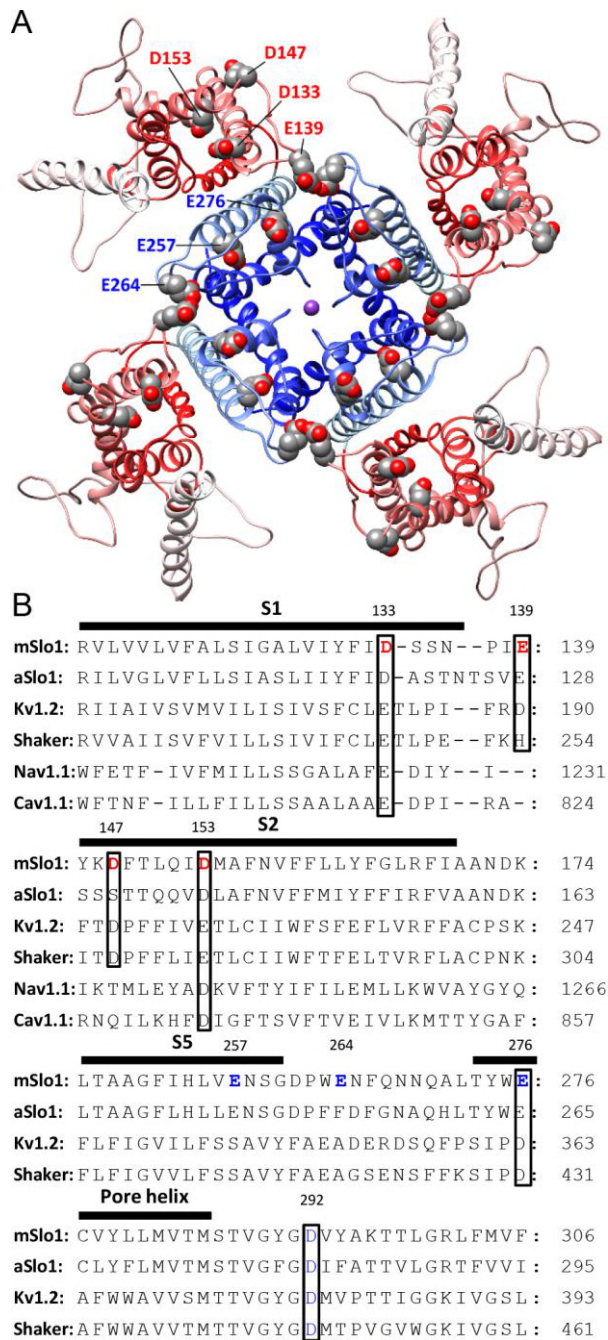 A
D153
D147
D133
E139
E276
E257
E264
B
S1
133
139
mSlo1: RVLVVLVFALSIGALVIYFID-SSN--PIE: 139
aSlo1: RILVGLVFLLSIASLIIYFID-ASTNTSVE: 128
Kv1.2: RIIAIVSVMVILISIVSFCLETLPI--FRD: 190
Shaker: RVVAIISVFVILLSIVIFCLETLPE--FKH: 254
Nav1.1: WFETF-IVFMILLSSGALAFE-DIY--I--: 1231
Cav1.1: WFTNF-ILLFILLSSAALAAE-DPI--RA-: 824
S2
147
153
mSlo1: YKDFTLQIDMAFNVFFLLYFGLRFIAANDK: 174
aSlo1: SSSTTQQVDLAFNVFFMIYFFIRFVAANDK: 163
Kv1.2: FTDPFFIVETLCIIWFSFEFLVRFFACPSK: 247
Shaker: ITDPFFLIETLCIIWFTFELTVRFLACPNK: 304
Nav1.1: IKTMLEYADKVFTYIFILEMLLKWVAYGYQ: 1266
Cav1.1: RNQILKHFDIGFTSVFTVEIVLKMTTYGAF: 857
S5
257
264
276
mSlo1: LTAAGFIHLVENSGDPWENFQNNQALTYWE: 276
aSlo1: LTAAGFLHLLENSGDPFFDFGNAQHLTYWE: 265
Kv1.2: FLFIGVILFSSAVYFAEADERDSQFPSIPD: 363
Shaker: FLFIGVVLFSSAVYFAEAGSENSFFKSIPD: 431
Pore helix
292
mSlo1: CVYLLMVTMSTVGYGDVYAKTTLGRLFMVF: 306
aSlo1: CLYFLMVTMSTVGFGDIFATTVLGRTFVVI: 295
Kv1.2: AFWWAVVSMTTVGYGDMVPTTIGGKIVGSL: 393
Shaker: AFWWAVVTMTTVGYGDMTPVGVWGKIVGSL: 461